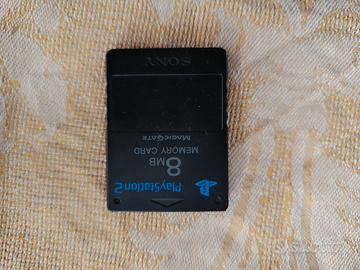 PlayStation 2
8
MB
MEMORY CARD
MagicGate
SONY